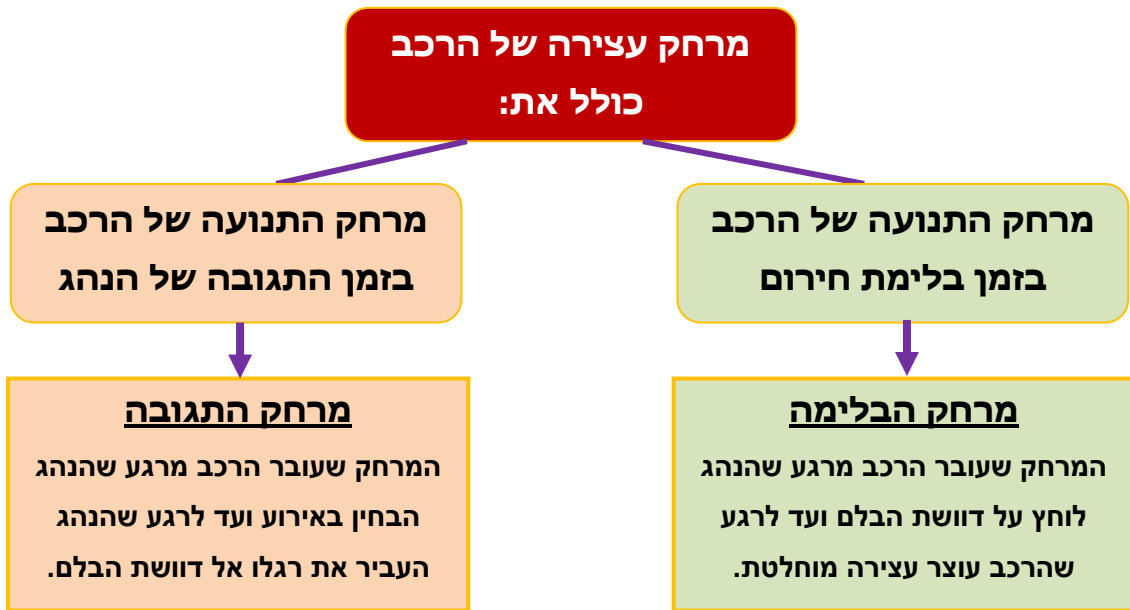 מרחק עצירה של הרכב
כולל את:
מרחק התנועה של הרכב
בזמן בלימת חירום
מרחק הבלימה
המרחק שעובר הרכב מרגע שהנהג
לוחץ על דוושת הבלם ועד לרגע
שהרכב עוצר עצירה מוחלטת.
מרחק התנועה של הרכב
בזמן התגובה של הנהג
מרחק התגובה
המרחק שעובר הרכב מרגע שהנהג
הבחין באירוע ועד לרגע שהנהג
העביר את רגלו אל דוושת הבלם.